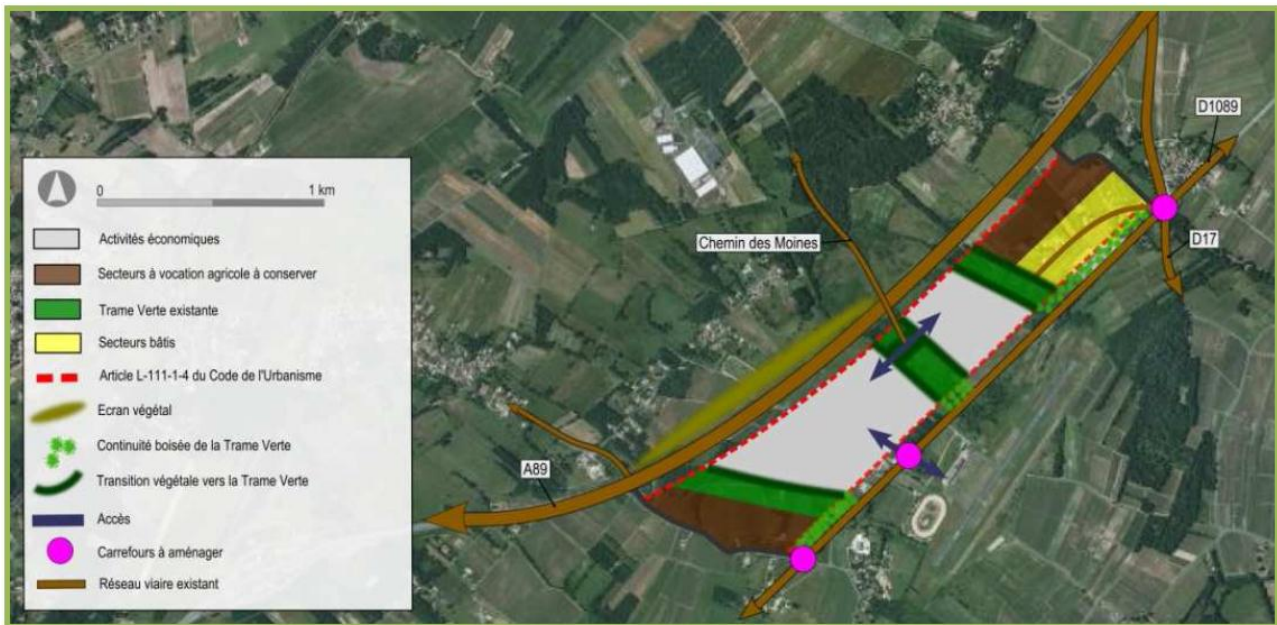 D1089
0 1 km
Activités économiques
Secteurs à vocation agricole à conserver
Trame Verte existante
Secteurs bâtis
Article L-111-1-4 du Code de l'Urbanisme
Ecran végétal
Continuité boisée de la Trame Verte
Transition végétale vers la Trame Verte
Accès
Carrefours à aménager
Réseau viaire existant
Chemin des Moines
D17
A89